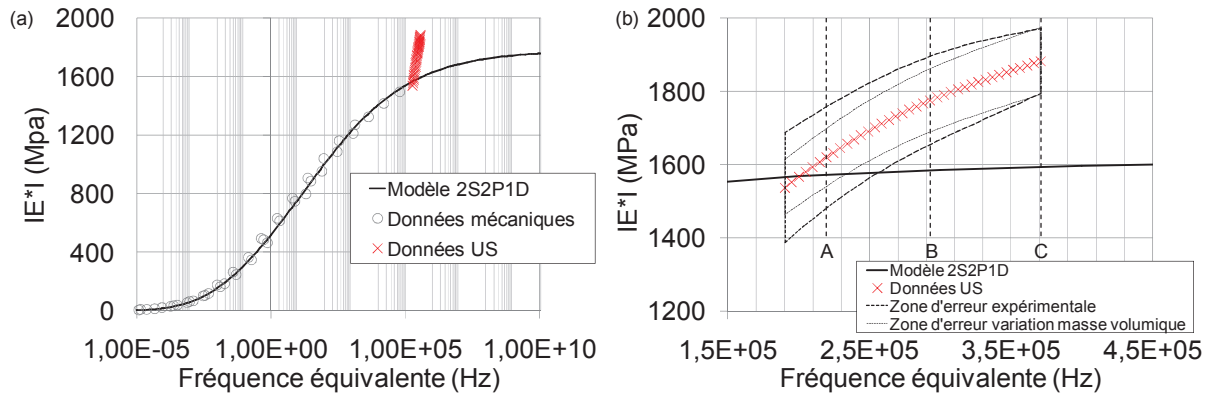 (a)
2000
1600
1200
800
400
0
IE*I (Mpa)
Modèle 2S2P1D
Données mécaniques
Données US
1,00E-05 1,00E+00 1,00E+05 1,00E+10
Fréquence équivalente (Hz)
(b)
2000
1800
1600
1400
1200
IE*I (MPa)
A B C
Modèle 2S2P1D
Données US
Zone d'erreur expérimentale
Zone d'erreur variation masse volumique
1,5E+05 2,5E+05 3,5E+05 4,5E+05
Fréquence équivalente (Hz)